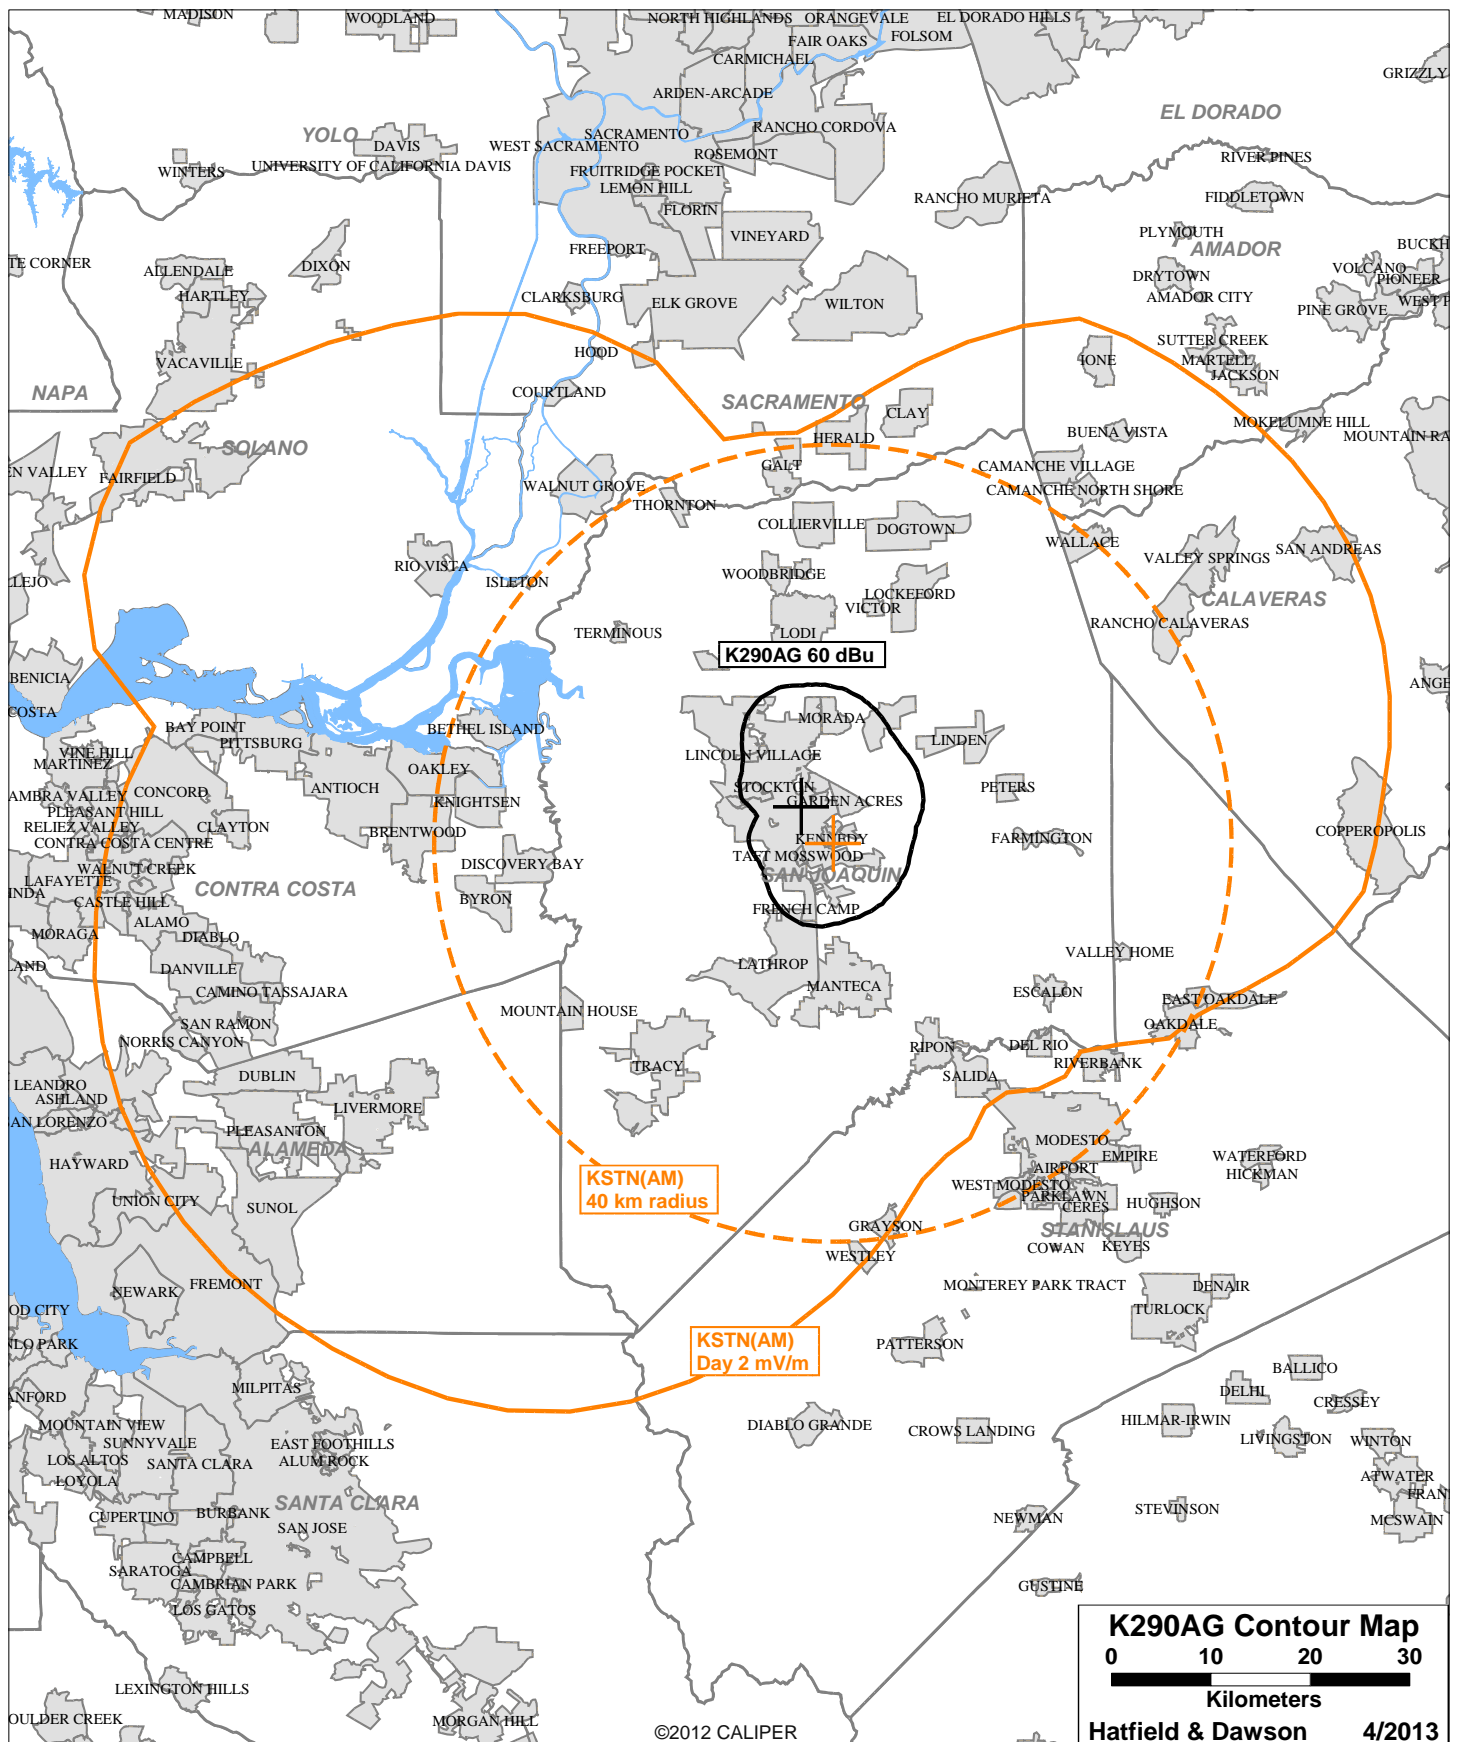 MADISON
WOODLAND
NORTH HIGHLANDS
ORANGEVALE
EL DORADO HILLS
FAIR OAKS
FOLSOM
CARMICHAEL
GRIZZLY
ARDEN-ARCADE
EL DORADO
YOLO
DAVIS
SACRAMENTO
RANCHO CORDOVA
WEST SACRAMENTO
ROSEMONT
RIVER PINES
WINTERS
UNIVERSITY OF CALIFORNIA DAVIS
FRUITRIDGE POCKET
LEMON HILL
RANCHO MURIETA
FIDDLETOWN
FLORIN
PLYMOUTH
VINEYARD
AMADOR
BUCKH
FREEPORT
TE CORNER
ALLENDALE
DIXON
VOLCANO
PIONEER
DRYTOWN
HARTLEY
CLARKSBURG
ELK GROVE
WILTON
AMADOR CITY
WEST P
PINE GROVE
SUTTER CREEK
HOOD
VACAVILLE
IONE
MARTELL
JACKSON
NAPA
COURTLAND
SACRAMENTO
CLAY
MOKELUMNE HILL
BUENA VISTA
MOUNTAIN RA
HERALD
SOLANO
EN VALLEY
FAIRFIELD
GALT
CAMANCHE VILLAGE
WALNUT GROVE
CAMANCHE NORTH SHORE
THORNTON
COLLIERVILLE
DOGTOWN
WALLACE
SAN ANDREAS
VALLEY SPRINGS
RIO VISTA
LLEJO
ISLETON
WOODBRIDGE
LOCKEFORD
CALAVERAS
VICTOR
RANCHO CALAVERAS
TERMINOUS
LODI
K290AG 60 dBu
BENICIA
ANGE
COSTA
MORADA
BAY POINT
BETHEL ISLAND
PITTSBURG
LINDEN
VINE HILL
MARTINEZ
LINCOLN VILLAGE
OAKLEY
ANTIOCH
STOCKTON
PETERS
AMBRA VALLEY
CONCORD
KNIGHTSEN
GARDEN ACRES
PLEASANT HILL
RELIEZ VALLEY
CLAYTON
BRENTWOOD
COPPEROPOLIS
CONTRA COSTA CENTRE
KENNEDY
FARMINGTON
TAFT MOSSWOOD
WALNUT CREEK
DISCOVERY BAY
SAN JOAQUIN
LAFAYETTE
CONTRA COSTA
INDA
CASTLE HILL
BYRON
FRENCH CAMP
ALAMO
MORAGA
DIABLO
VALLEY HOME
LAND
DANVILLE
LATHROP
CAMINO TASSAJARA
MANTECA
ESCALON
EAST OAKDALE
MOUNTAIN HOUSE
SAN RAMON
OAKDALE
NORRIS CANYON
RIPON
DEL RIO
TRACY
RIVERBANK
DUBLIN
SALIDA
LEANDRO
ASHLAND
LIVERMORE
AN LORENZO
PLEASANTON
MODESTO
ALAMEDA
HAYWARD
EMPIRE
WATERFORD
AIRPORT
HICKMAN
KSTN(AM)
40 km radius
WEST MODESTO
PARKLAWN
UNION CITY
SUNOL
CERES
HUGHSON
GRAYSON
STANISLAUS
WESTLEY
COWAN
KEYES
NEWARK
FREMONT
MONTEREY PARK TRACT
DENAIR
OD CITY
TURLOCK
KSTN(AM)
Day 2 mV/m
NLO PARK
PATTERSON
BALLICO
MILPITAS
DELHI
ANFORD
CRESSEY
MOUNTAIN VIEW
DIABLO GRANDE
CROWS LANDING
HILMAR-IRWIN
SUNNYVALE
EAST FOOTHILLS
LIVINGSTON
WINTON
LOS ALTOS
SANTA CLARA
ALUM ROCK
LOYOLA
ATWATER
FRAN
SANTA CLARA
CUPERTINO
BURBANK
STEVINSON
SAN JOSE
NEWMAN
MCSWAIN
CAMPBELL
SARATOGA
CAMBRIAN PARK
GUSTINE
LOS GATOS
K290AG Contour Map
0 10 20 30
Kilometers
LEXINGTON HILLS
OULDER CREEK
MORGAN HILL
©2012 CALIPER
Hatfield & Dawson 4/2013